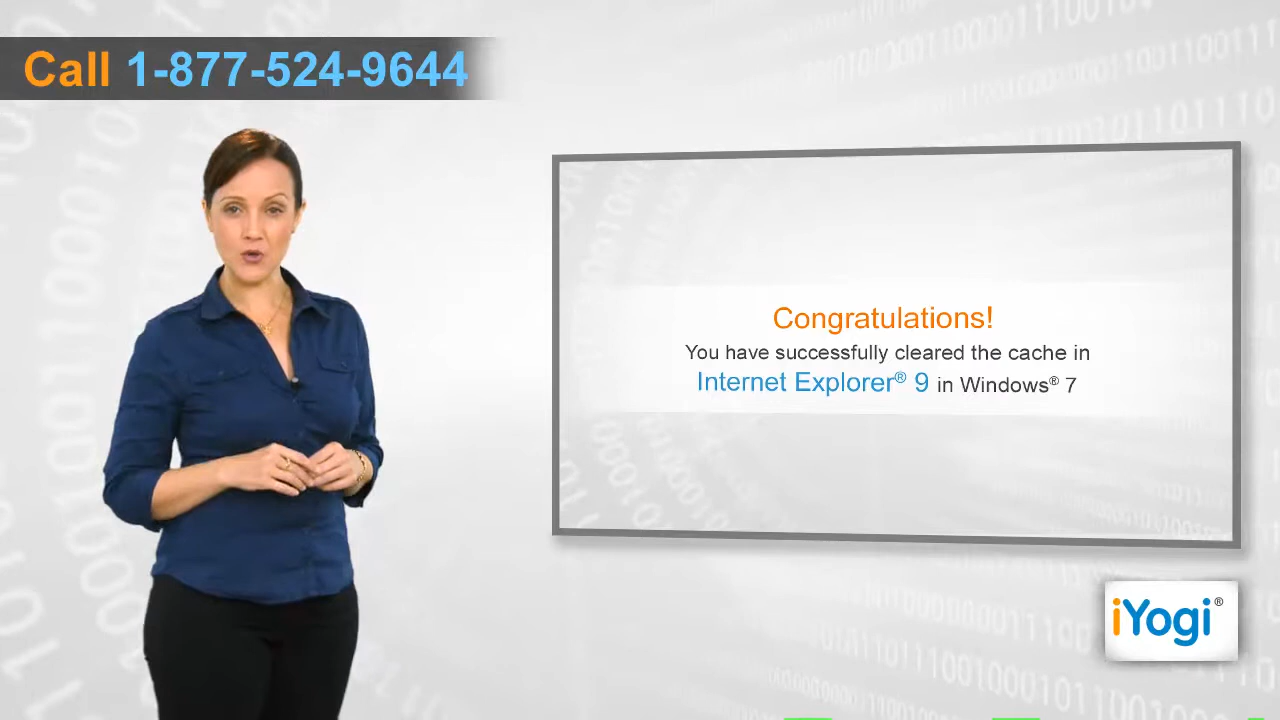 Call 1-877-524-9644
Congratulations!
You have successfully cleared the cache in
Internet Explorer® 9 in Windows® 7
iYogi®